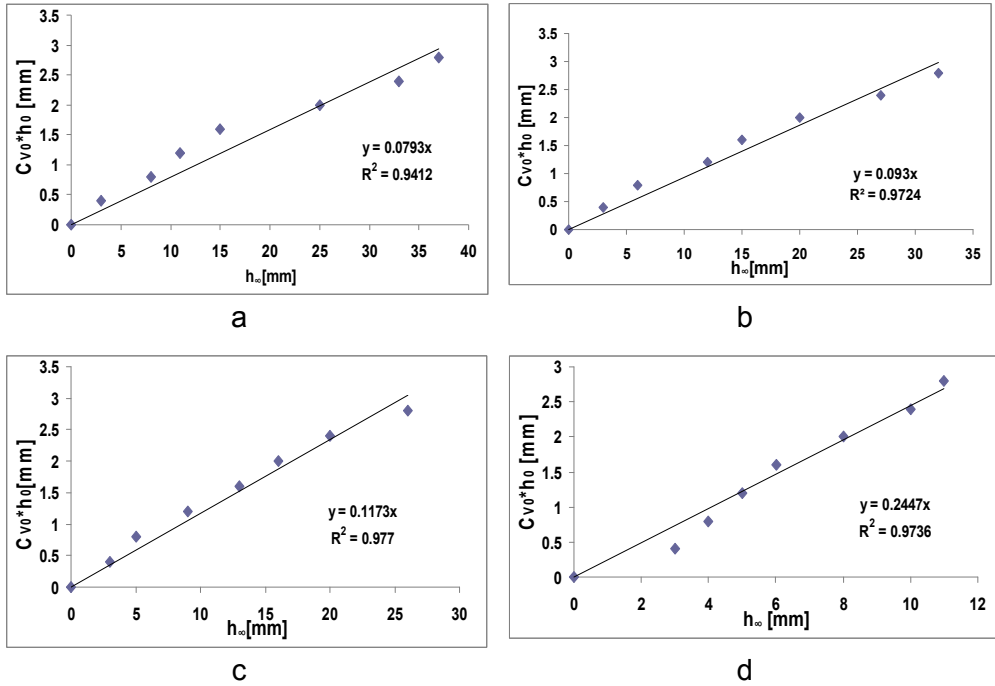 3.5
3
2.5
2
1.5
1
0.5
0
0 5 10 15 20 25 30 35 40
Cv0*h0 [mm]
h∞[mm]
y = 0.0793x
R² = 0.9412
a
3.5
3
2.5
2
1.5
1
0.5
0
0 5 10 15 20 25 30 35
Cv0*h0 [mm]
h∞[mm]
y = 0.093x
R² = 0.9724
b
3.5
3
2.5
2
1.5
1
0.5
0
0 5 10 15 20 25 30
Cv0*h0[mm]
h∞[mm]
y = 0.1173x
R² = 0.977
c
3
2.5
2
1.5
1
0.5
0
0 2 4 6 8 10 12
Cv0*h0 [mm]
h∞ [mm]
y = 0.2447x
R² = 0.9736
d